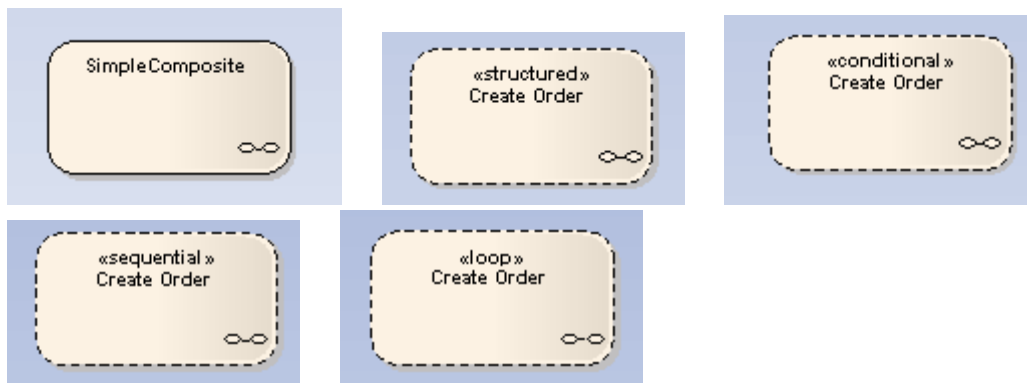 SimpleComposite
«structured»
Create Order
«conditional»
Create Order
«sequential»
Create Order
«loop»
Create Order